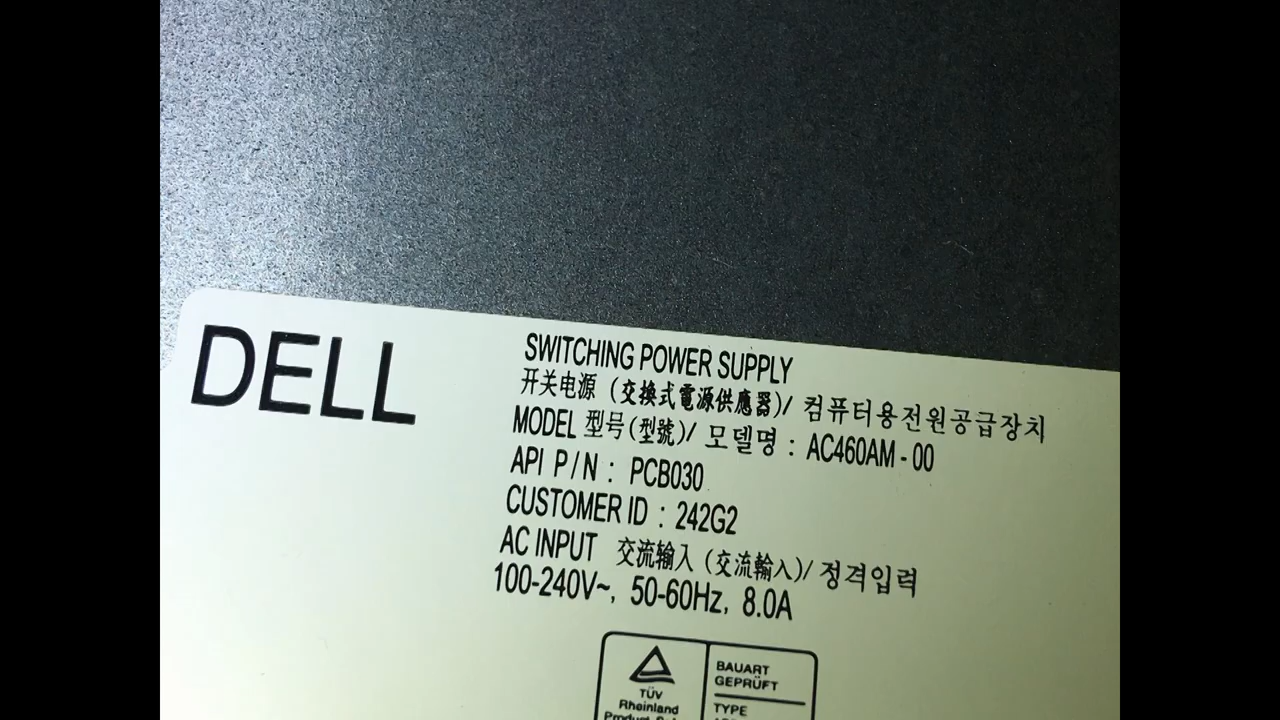 DELL
SWITCHING POWER SUPPLY
开关电源 (交換式電源供應器)/ 컴퓨터용전원공급장치
MODEL 型号(型號)/ 모델명 : AC460AM - 00
API P/N : PCB030
CUSTOMER ID : 242G2
AC INPUT 交流输入 (交流輸入)/ 정격입력
100-240V~, 50-60Hz, 8.0A
TÜV
Rheinland
BAUART
GEPRÜFT
TYPE